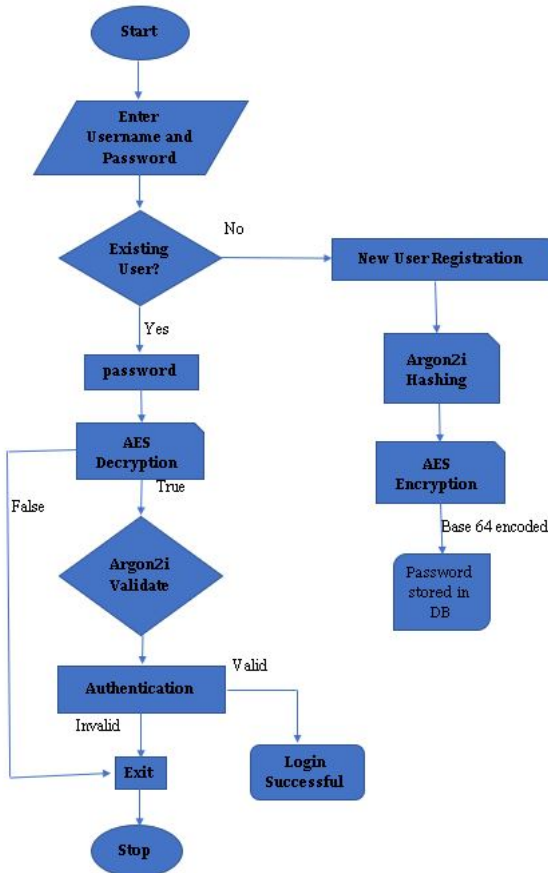 Start
Enter
Username and
Password
Existing
User?
No
New User Registration
Yes
password
Argon2i
Hashing
AES
Decryption
True
False
AES
Encryption
Base 64 encoded
Argon2i
Validate
Password
stored in
DB
Authentication
Valid
Invalid
Login
Successful
Exit
Stop